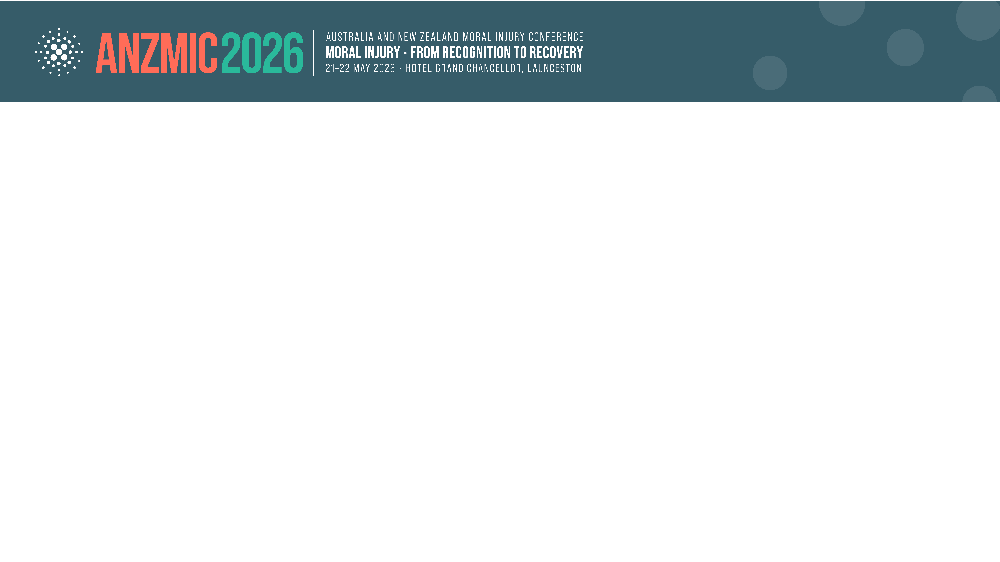 ANZMIC2026
AUSTRALIA AND NEW ZEALAND MORAL INJURY CONFERENCE
MORAL INJURY · FROM RECOGNITION TO RECOVERY
21–22 MAY 2026 · HOTEL GRAND CHANCELLOR, LAUNCESTON